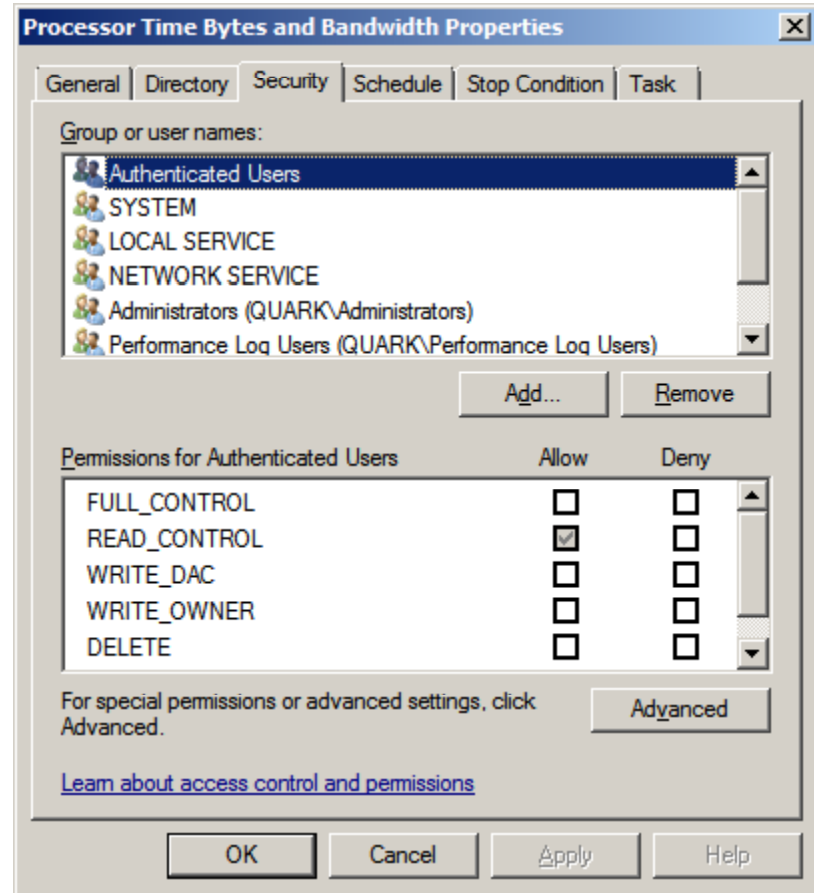 Processor Time Bytes and Bandwidth Properties
General Directory Security Schedule Stop Condition Task
Group or user names:
Authenticated Users
SYSTEM
LOCAL SERVICE
NETWORK SERVICE
Administrators (QUARK\Administrators)
Performance Log Users (QUARK\Performance Log Users)
Add... Remove
Permissions for Authenticated Users Allow Deny
FULL_CONTROL
READ_CONTROL
WRITE_DAC
WRITE_OWNER
DELETE
For special permissions or advanced settings, click
Advanced.
Advanced
Learn about access control and permissions
OK Cancel Apply Help